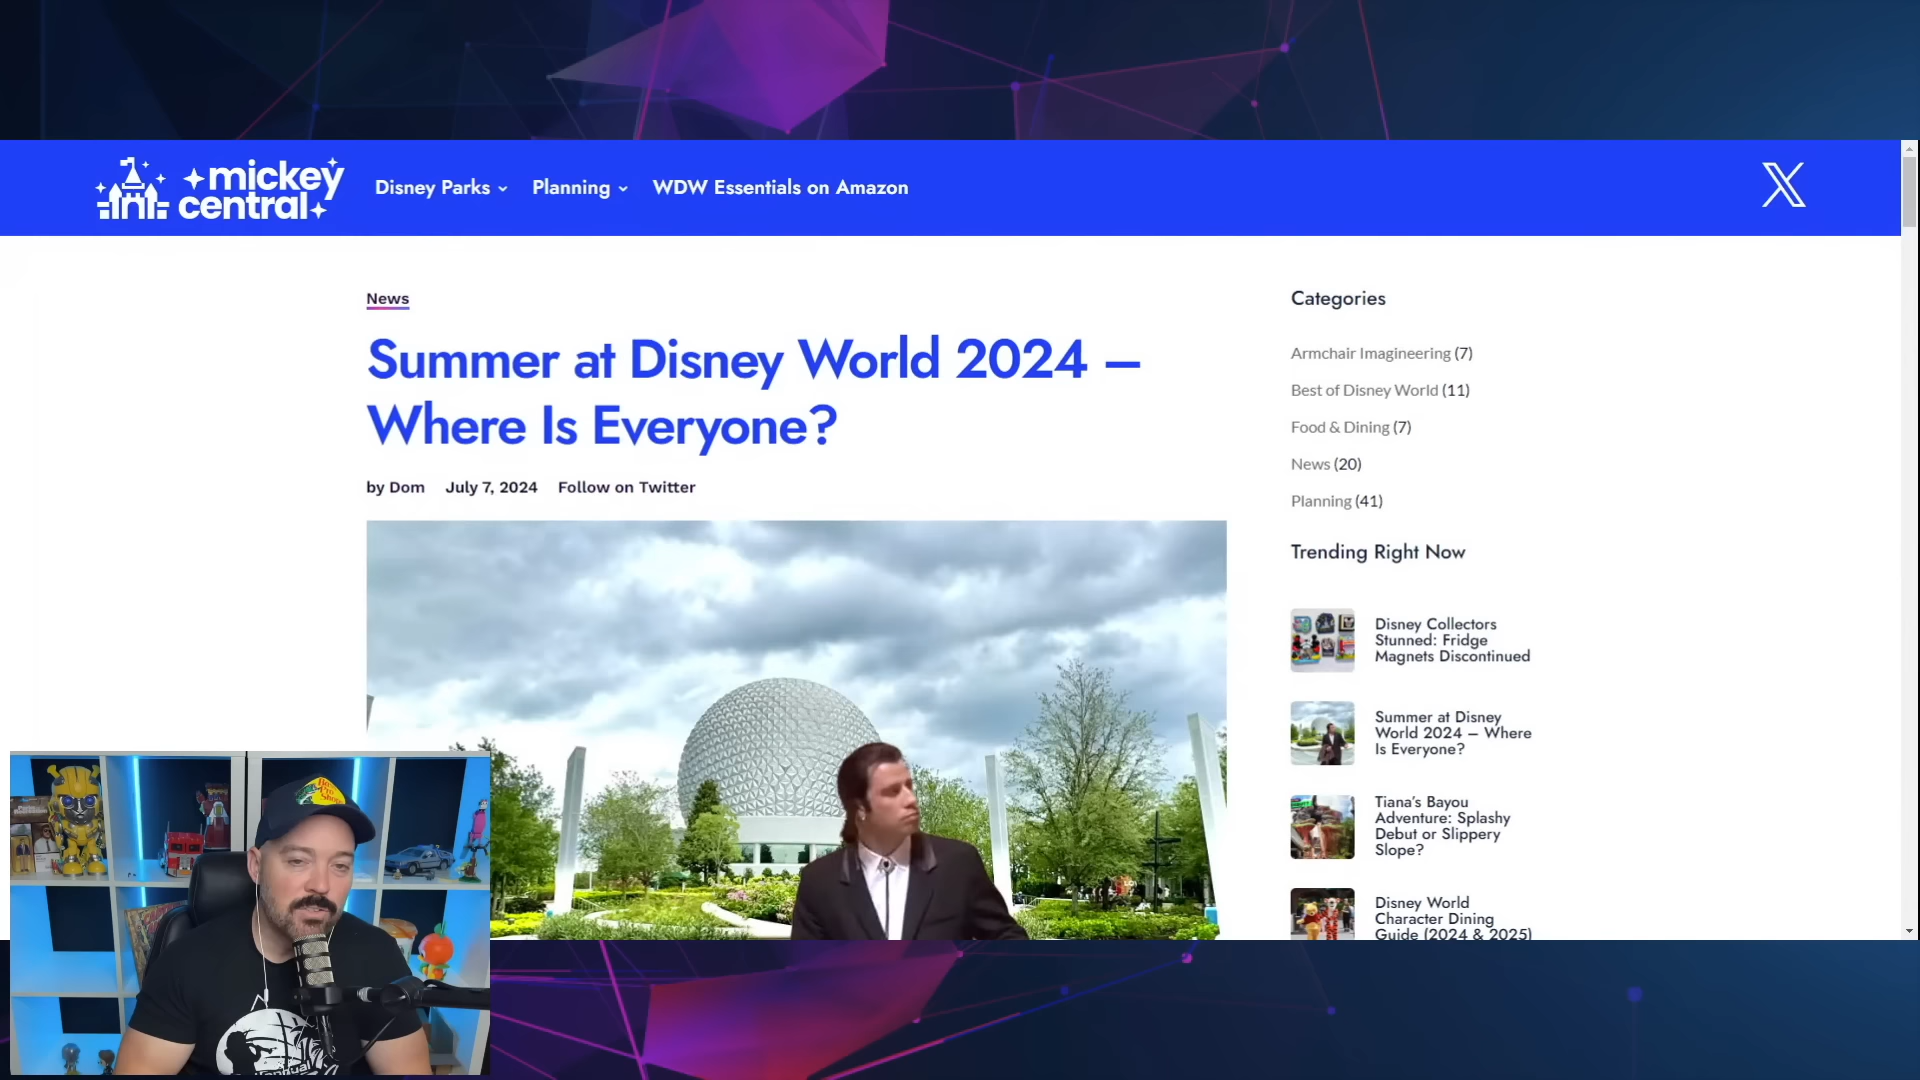 mickey
central
Disney Parks
Planning
WDW Essentials on Amazon
News
Summer at Disney World 2024 –
Where Is Everyone?
by Dom July 7, 2024 Follow on Twitter
Categories
Armchair Imagineering (7)
Best of Disney World (11)
Food & Dining (7)
News (20)
Planning (41)
Trending Right Now
Disney Collectors
Stunned: Fridge
Magnets Discontinued
Summer at Disney
World 2024 – Where
Is Everyone?
Tiana's Bayou
Adventure: Splashy
Debut or Slippery
Slope?
Disney World
Character Dining
Guide (2024 & 2025)
Bass
Pro
Shops